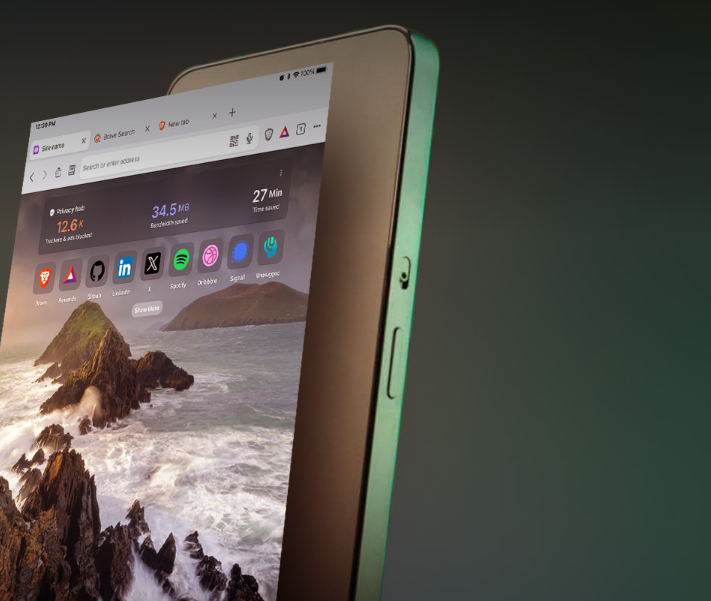 12:39 PM
100%
Site name
Brave Search
New tab
Search or enter address
1
Privacy hub
12.6 K
Trackers & ads blocked
34.5 MB
Bandwidth saved
27 Min
Time saved
Rewards
Github
LinkedIn
X
Spotify
Dribbble
Signal
Unplugged
Show More